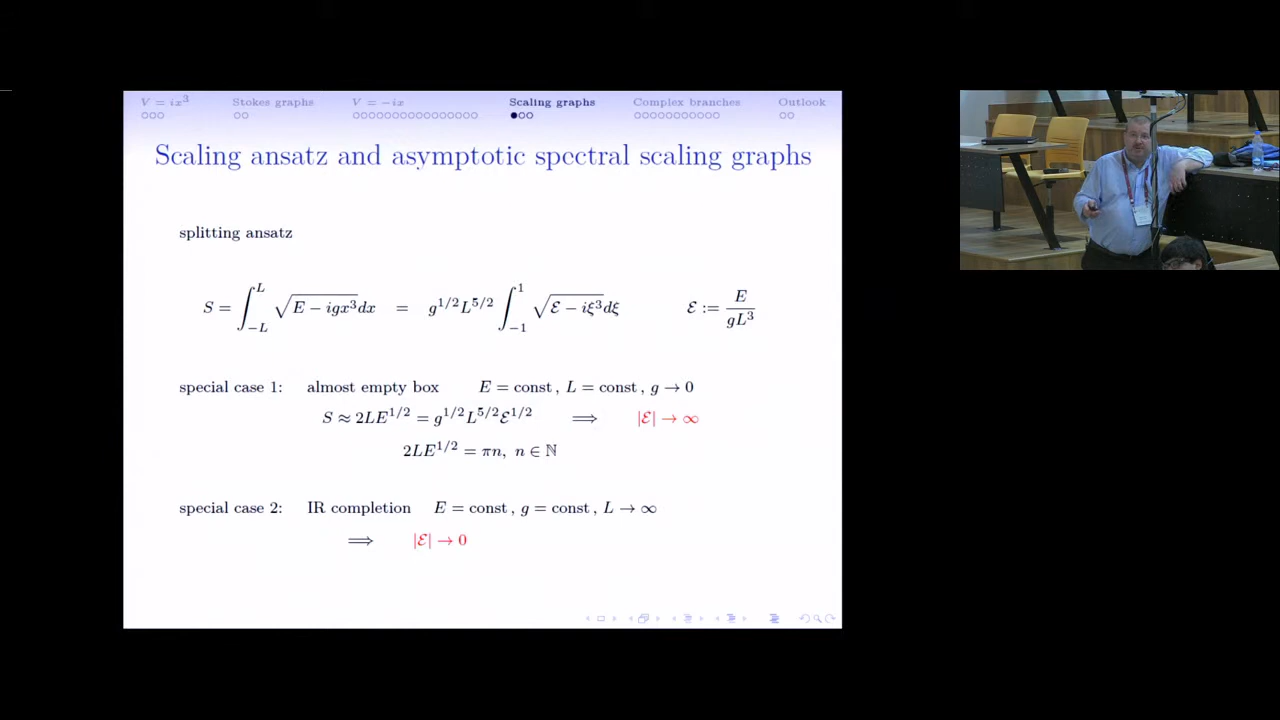 V = ix³ Stokes graphs V = −ix Scaling graphs Complex branches Outlook
Scaling ansatz and asymptotic spectral scaling graphs
splitting ansatz
S = ∫_{−L}^{L} √(E − igx³) dx = g^{1/2} L^{5/2} ∫_{−1}^{1} √(ℰ − iξ³) dξ ℰ := E/(gL³)
special case 1: almost empty box E = const , L = const , g → 0
S ≈ 2LE^{1/2} = g^{1/2} L^{5/2} ℰ^{1/2} ⟹ |ℰ| → ∞
2LE^{1/2} = πn, n ∈ ℕ
special case 2: IR completion E = const , g = const , L → ∞
⟹ |ℰ| → 0